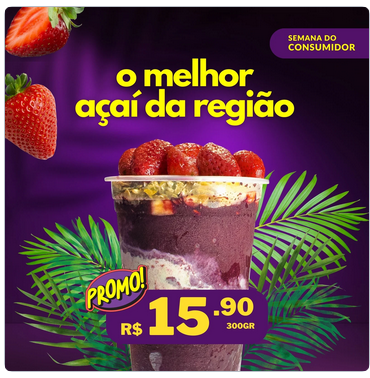 SEMANA DO
CONSUMIDOR
o melhor
açaí da região
PROMO!
R$ 15.90
300GR